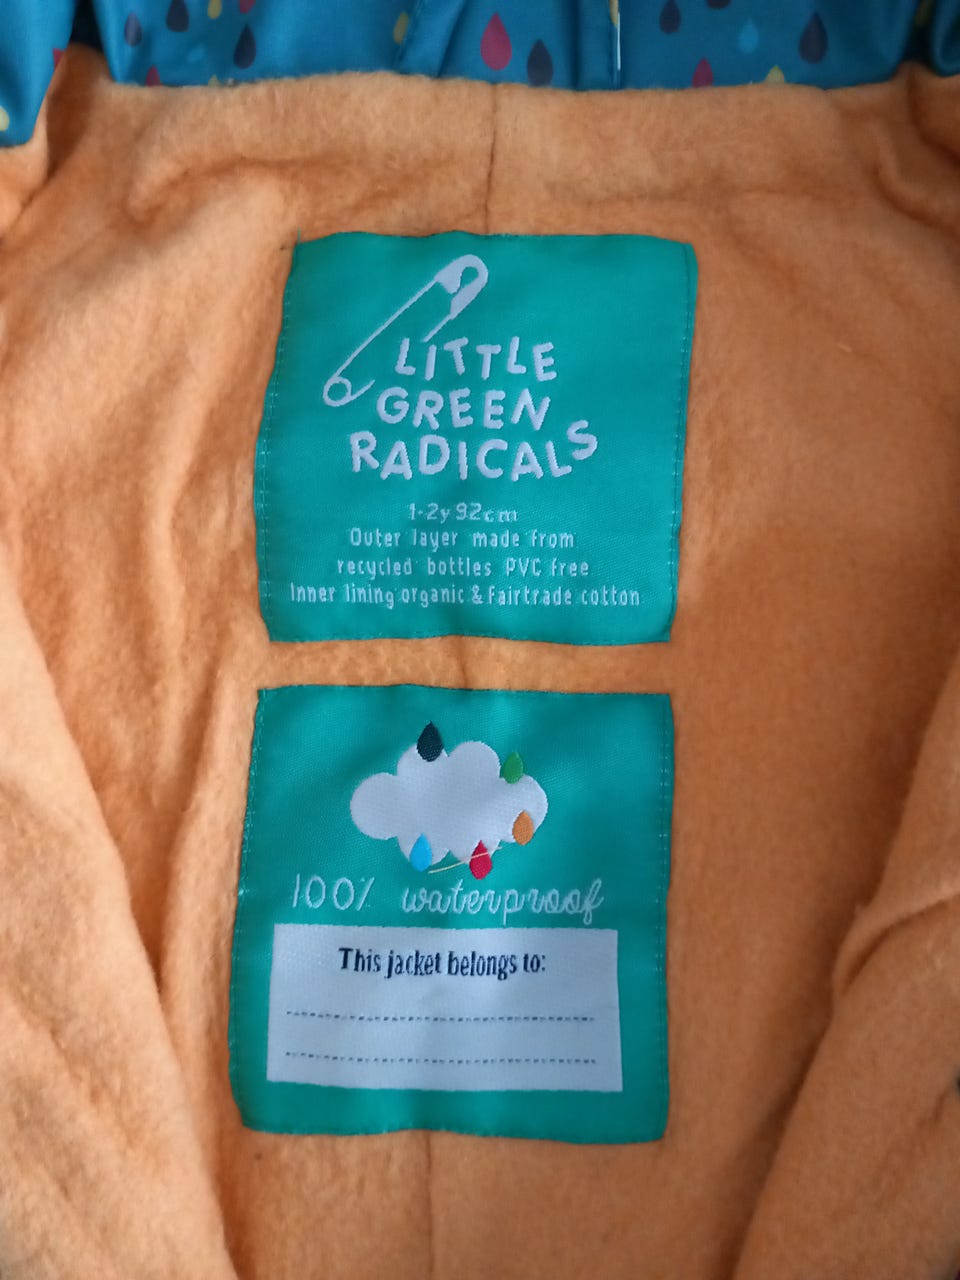 LITTLE
GREEN
RADICALS
1-2y 92cm
Outer layer made from
recycled bottles PVC free
Inner lining organic & Fairtrade cotton
100% waterproof
This jacket belongs to: